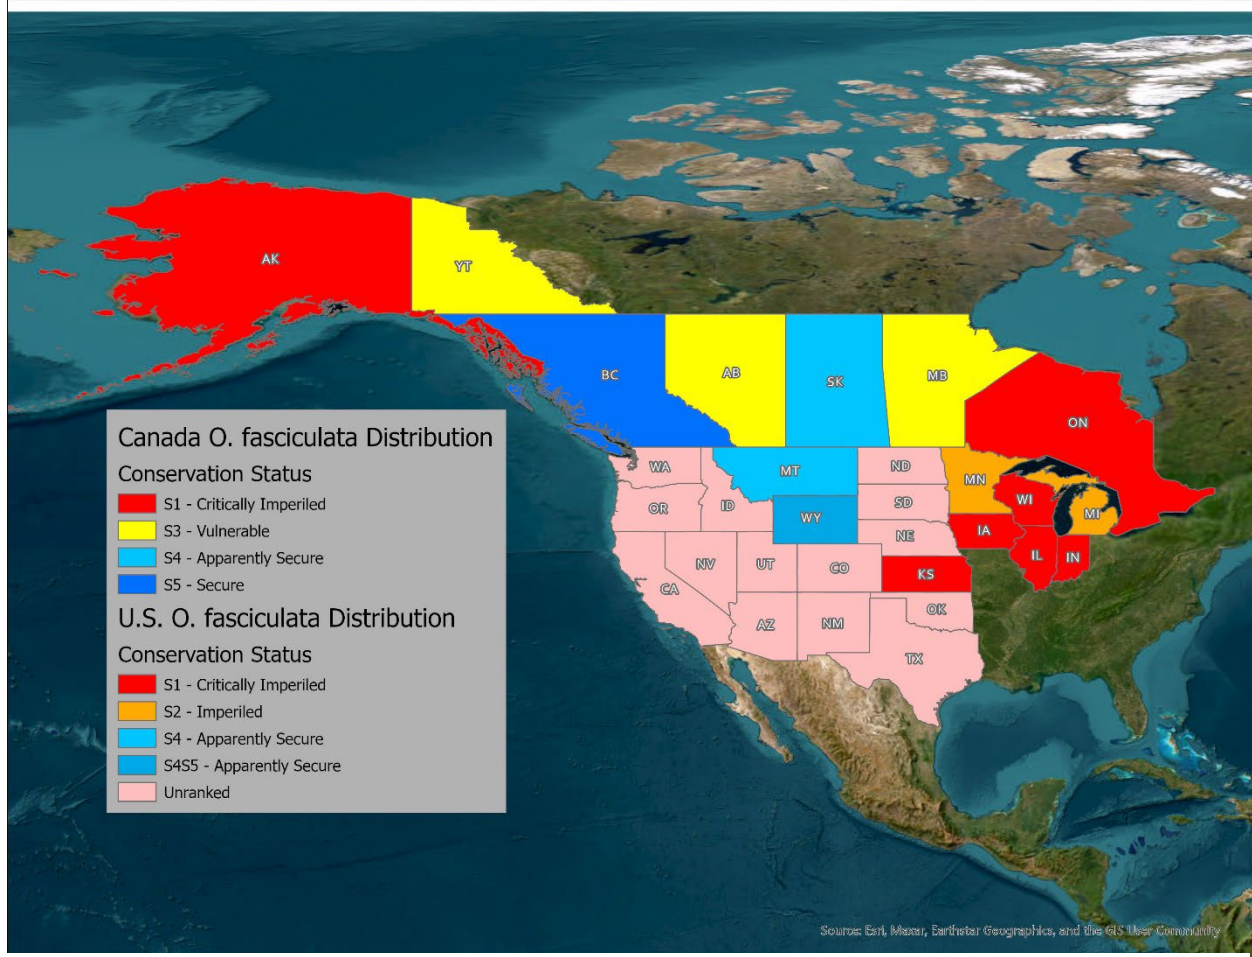 AK
YT
BC
AB
SK
MB
ON
WA
MT
ND
MN
OR
ID
WY
SD
WI
MI
NE
IA
NV
UT
CO
KS
IL
IN
CA
AZ
NM
OK
TX
Canada O. fasciculata Distribution
Conservation Status
S1 - Critically Imperiled
S3 - Vulnerable
S4 - Apparently Secure
S5 - Secure
U.S. O. fasciculata Distribution
Conservation Status
S1 - Critically Imperiled
S2 - Imperiled
S4 - Apparently Secure
S4S5 - Apparently Secure
Unranked
Source: Esri, Maxar, Earthstar Geographics, and the GIS User Community